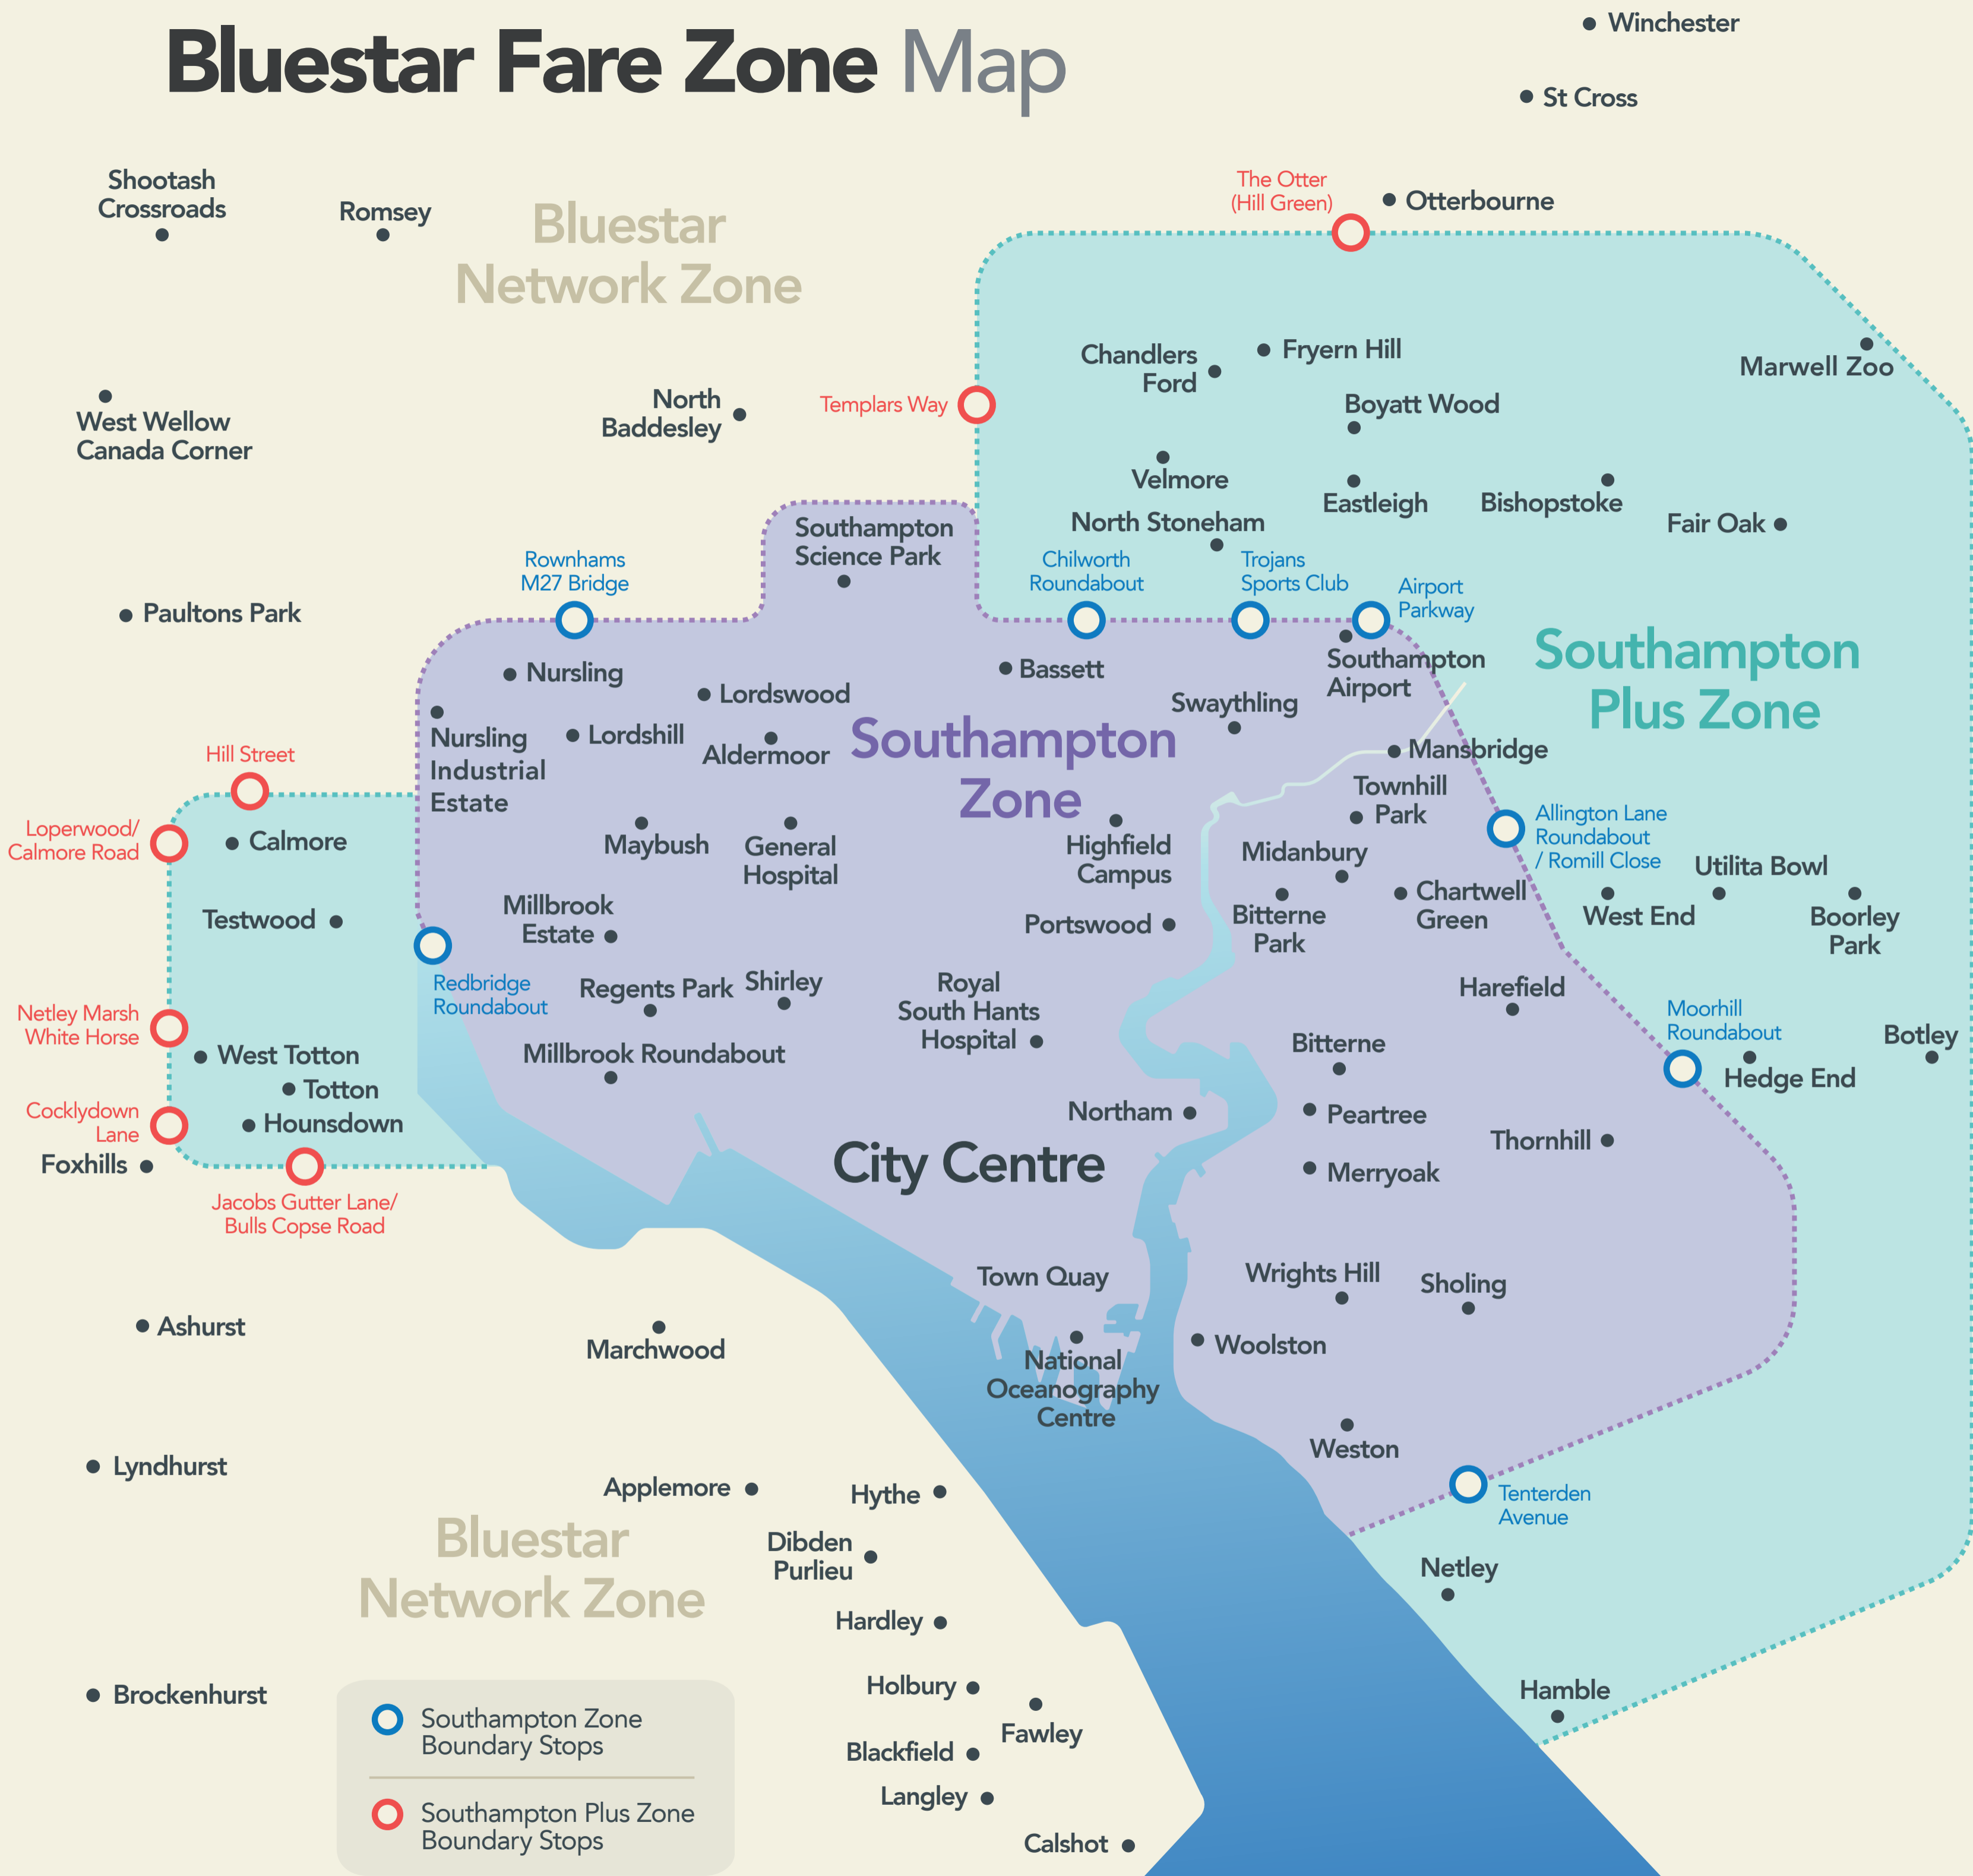 Bluestar Fare Zone Map
Winchester
St Cross
Shootash
Crossroads
Romsey
Bluestar
Network Zone
The Otter
(Hill Green)
Otterbourne
West Wellow
Canada Corner
North
Baddesley
Templars Way
Chandlers
Ford
Fryern Hill
Boyatt Wood
Marwell Zoo
Velmore
Eastleigh
Bishopstoke
Fair Oak
North Stoneham
Southampton
Science Park
Rownhams
M27 Bridge
Chilworth
Roundabout
Trojans
Sports Club
Airport
Parkway
Paultons Park
Southampton
Plus Zone
Nursling
Lordswood
Bassett
Southampton
Airport
Swaythling
Nursling
Industrial
Estate
Lordshill
Aldermoor
Southampton
Zone
Mansbridge
Hill Street
Townhill
Park
Loperwood/
Calmore Road
Calmore
Maybush
General
Hospital
Highfield
Campus
Midanbury
Allington Lane
Roundabout
/ Romill Close
Utilita Bowl
Testwood
Millbrook
Estate
Portswood
Bitterne
Park
Chartwell
Green
West End
Boorley
Park
Redbridge
Roundabout
Regents Park
Shirley
Royal
South Hants
Hospital
Harefield
Moorhill
Roundabout
Netley Marsh
White Horse
West Totton
Millbrook Roundabout
Bitterne
Hedge End
Botley
Totton
Cocklydown
Lane
Hounsdown
Northam
Peartree
Foxhills
City Centre
Thornhill
Merryoak
Jacobs Gutter Lane/
Bulls Copse Road
Town Quay
Wrights Hill
Sholing
Ashurst
Marchwood
National
Oceanography
Centre
Woolston
Weston
Lyndhurst
Applemore
Hythe
Tenterden
Avenue
Bluestar
Network Zone
Dibden
Purlieu
Netley
Hardley
Brockenhurst
Holbury
Fawley
Hamble
Blackfield
Langley
Calshot
Southampton Zone
Boundary Stops
Southampton Plus Zone
Boundary Stops